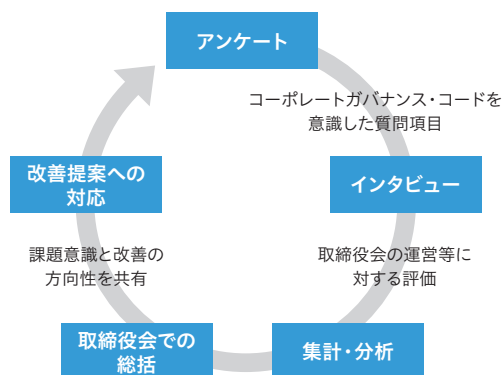 アンケート
コーポレートガバナンス・コードを
意識した質問項目
インタビュー
取締役会の運営等に
対する評価
集計・分析
取締役会での
総括
課題意識と改善の
方向性を共有
改善提案への
対応